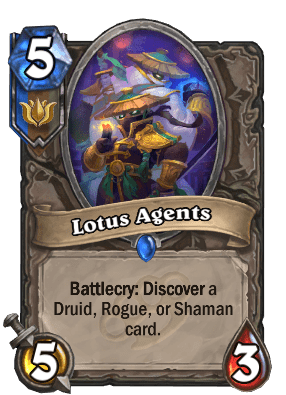 5
Lotus Agents
Battlecry: Discover a
Druid, Rogue, or Shaman
card.
5
3